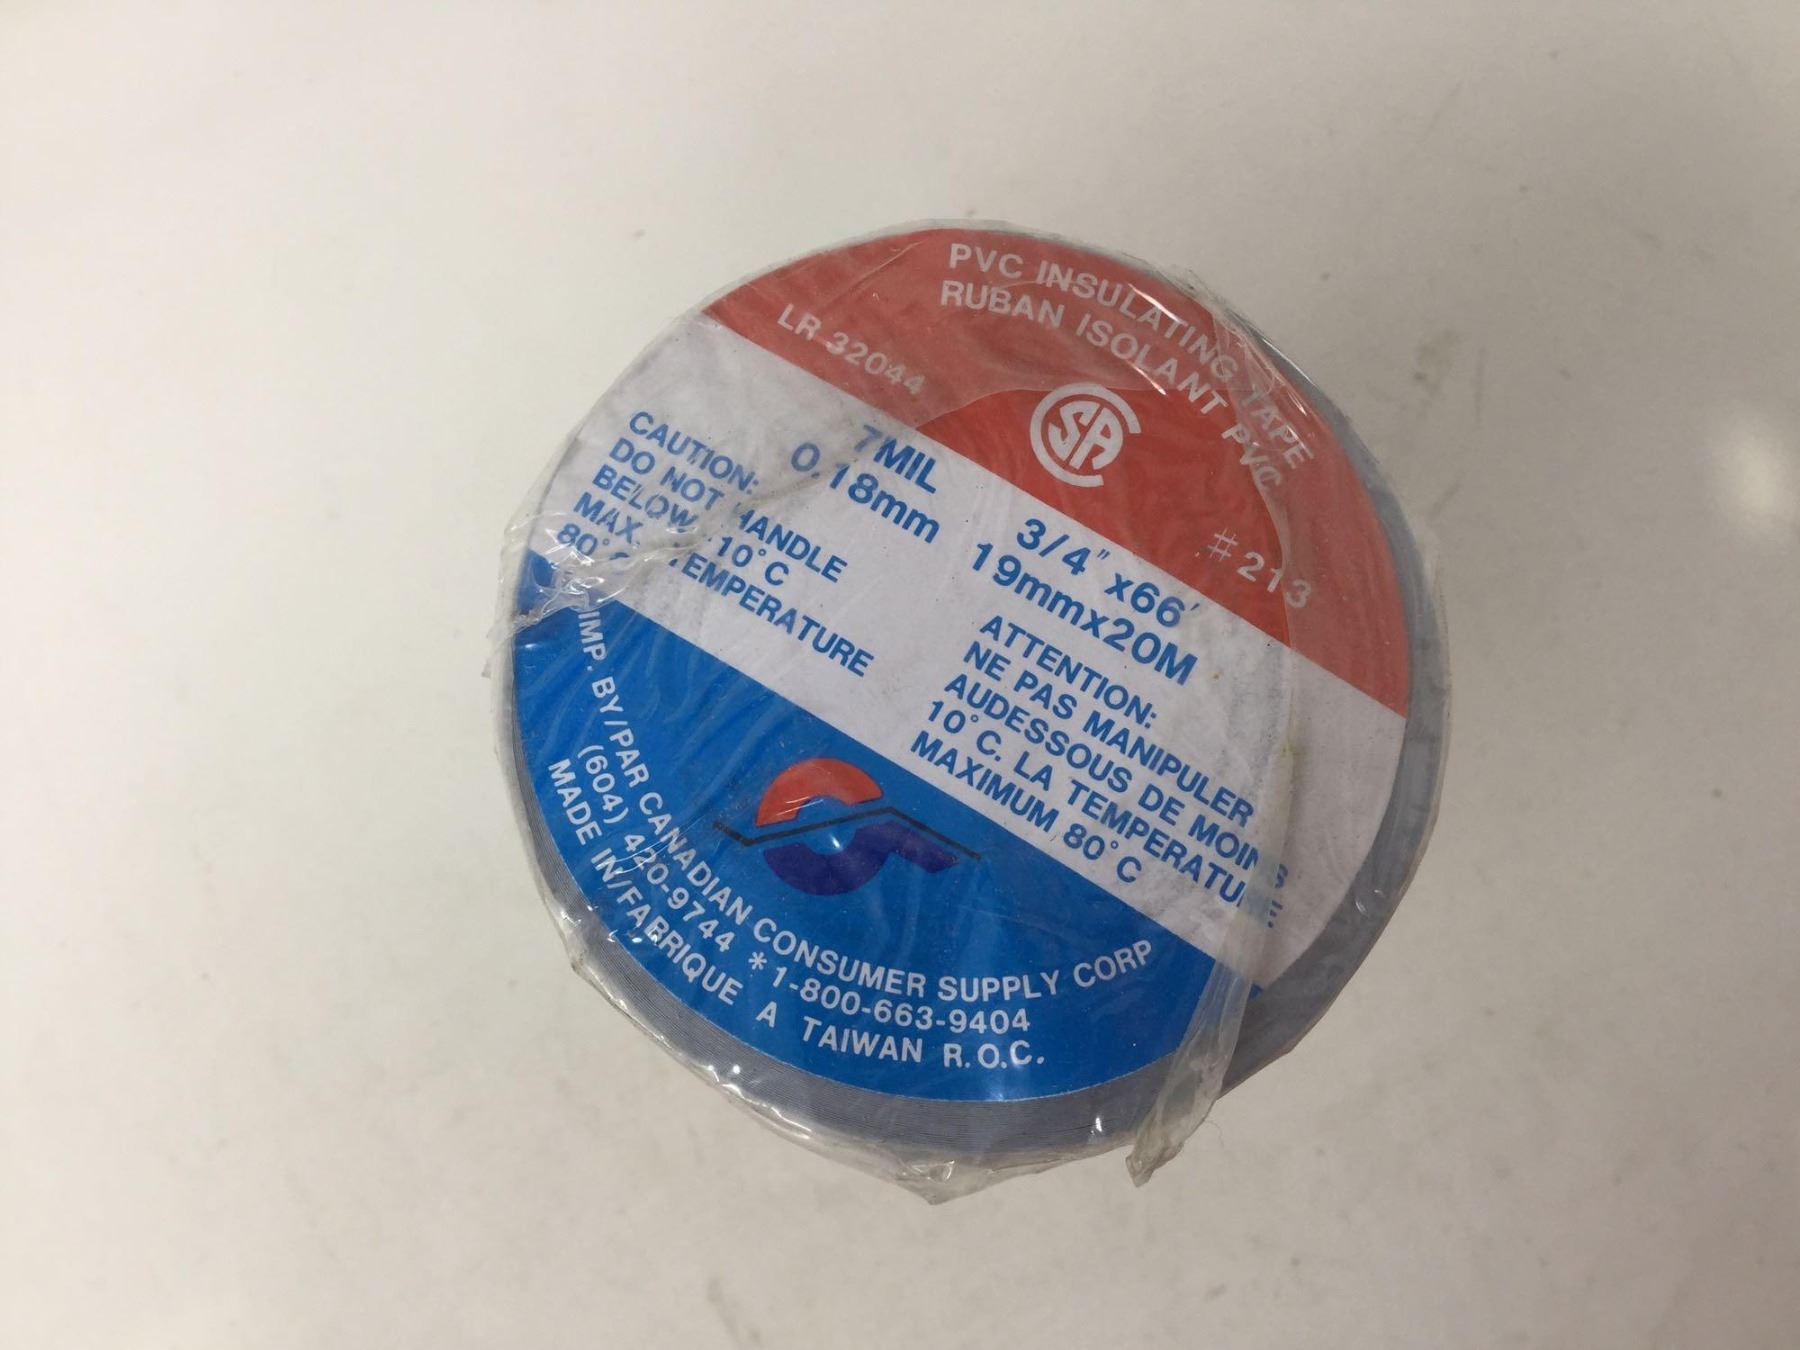 PVC INSULATING TAPE
RUBAN ISOLANT PVC
LR 32044
CSA
#213
7MIL 3/4" x66'
0.18mm 19mmx20M
CAUTION:
DO NOT HANDLE
BELOW -10°C
MAX. TEMPERATURE
80°C
ATTENTION:
NE PAS MANIPULER
AUDESSOUS DE MOINS
10°C. LA TEMPERATURE
MAXIMUM 80°C
IMP. BY/PAR CANADIAN CONSUMER SUPPLY CORP
(604) 420-9744 * 1-800-663-9404
MADE IN/FABRIQUE A TAIWAN R.O.C.